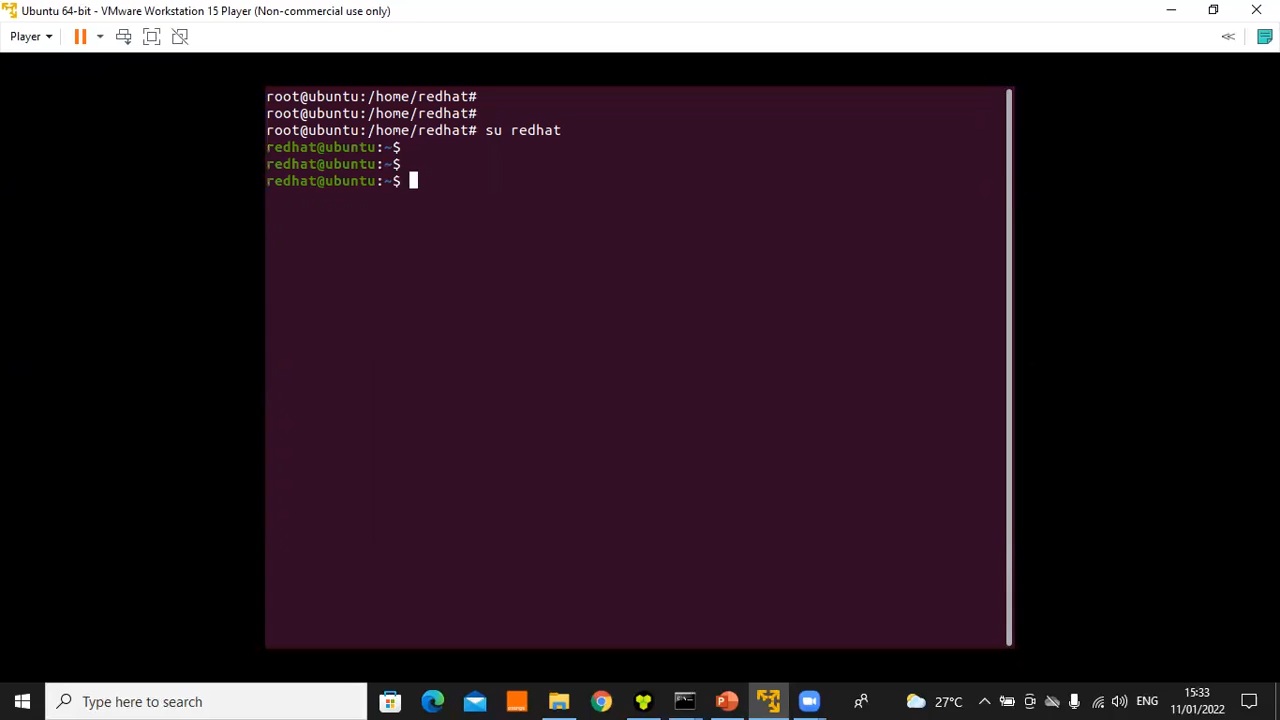 Ubuntu 64-bit - VMware Workstation 15 Player (Non-commercial use only)
Player
root@ubuntu:/home/redhat#
root@ubuntu:/home/redhat#
root@ubuntu:/home/redhat# su redhat
redhat@ubuntu:~$
redhat@ubuntu:~$
redhat@ubuntu:~$
Type here to search
27°C
ENG
15:33
11/01/2022